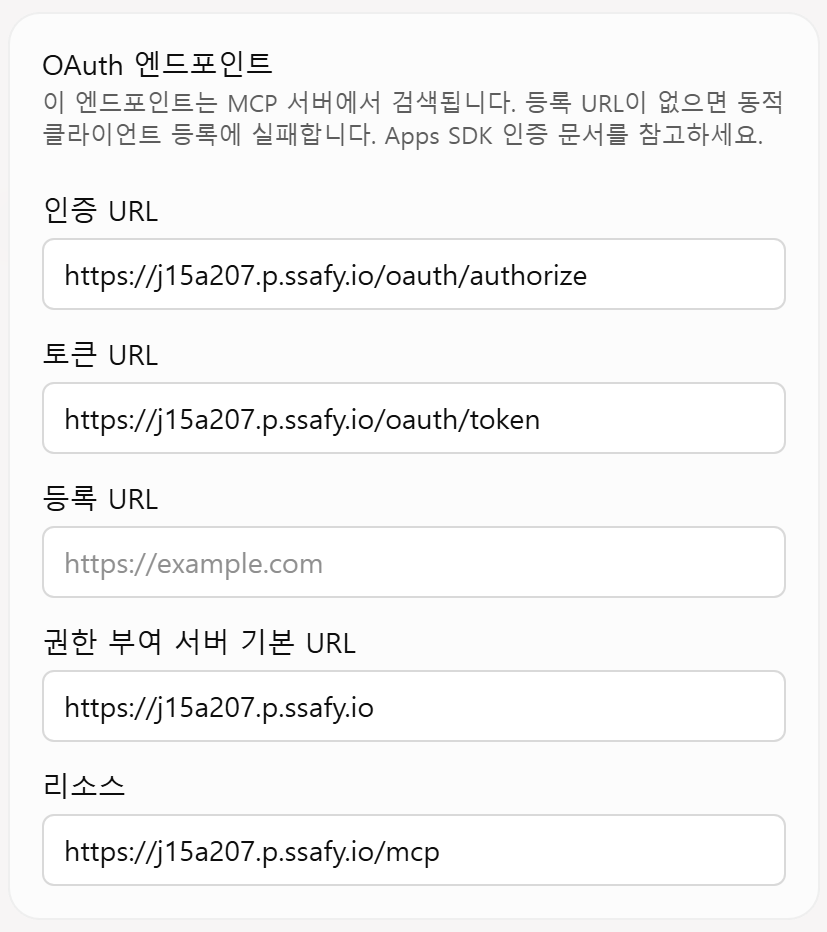 OAuth 엔드포인트
이 엔드포인트는 MCP 서버에서 검색됩니다. 등록 URL이 없으면 동적
클라이언트 등록에 실패합니다. Apps SDK 인증 문서를 참고하세요.
인증 URL
https://j15a207.p.ssafy.io/oauth/authorize
토큰 URL
https://j15a207.p.ssafy.io/oauth/token
등록 URL
https://example.com
권한 부여 서버 기본 URL
https://j15a207.p.ssafy.io
리소스
https://j15a207.p.ssafy.io/mcp